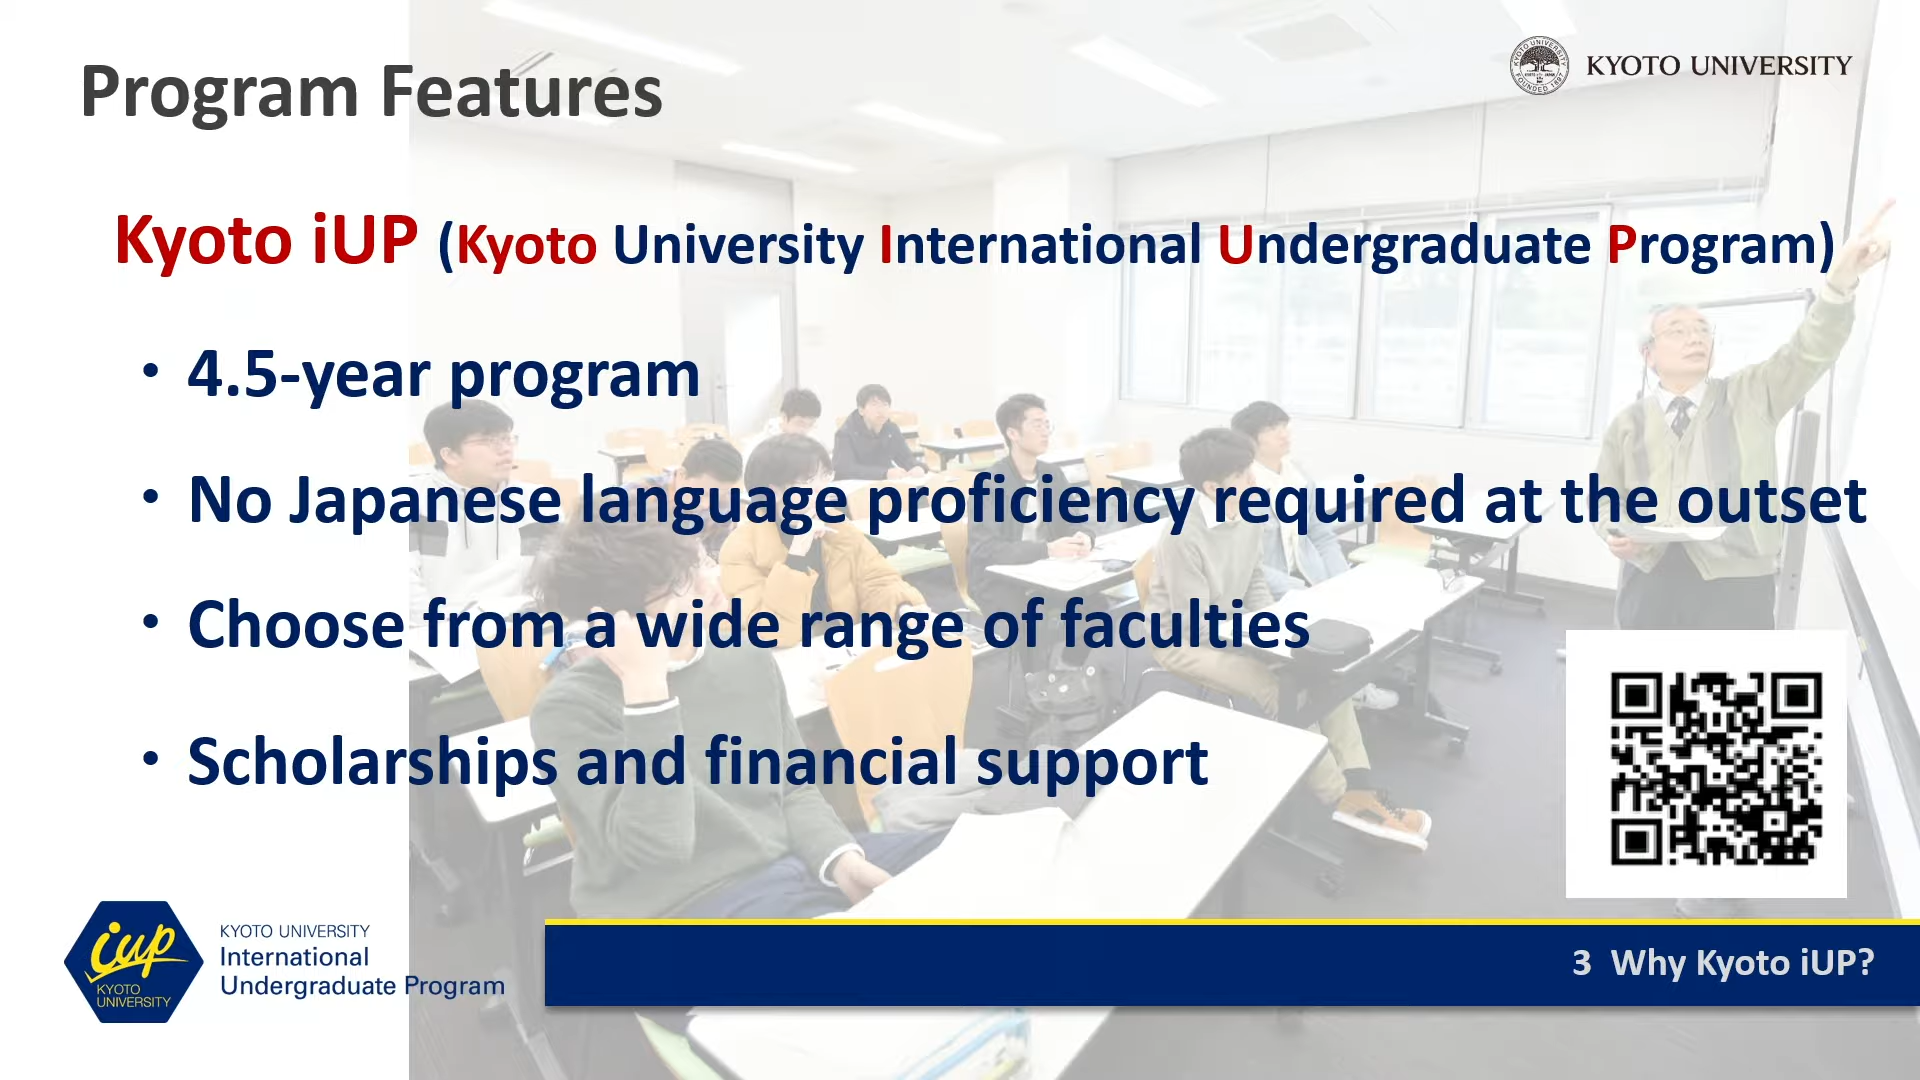 Program Features
KYOTO UNIVERSITY
Kyoto iUP (Kyoto University International Undergraduate Program)
・ 4.5-year program
・ No Japanese language proficiency required at the outset
・ Choose from a wide range of faculties
・ Scholarships and financial support
iup
KYOTO
UNIVERSITY
KYOTO UNIVERSITY
International
Undergraduate Program
3 Why Kyoto iUP?